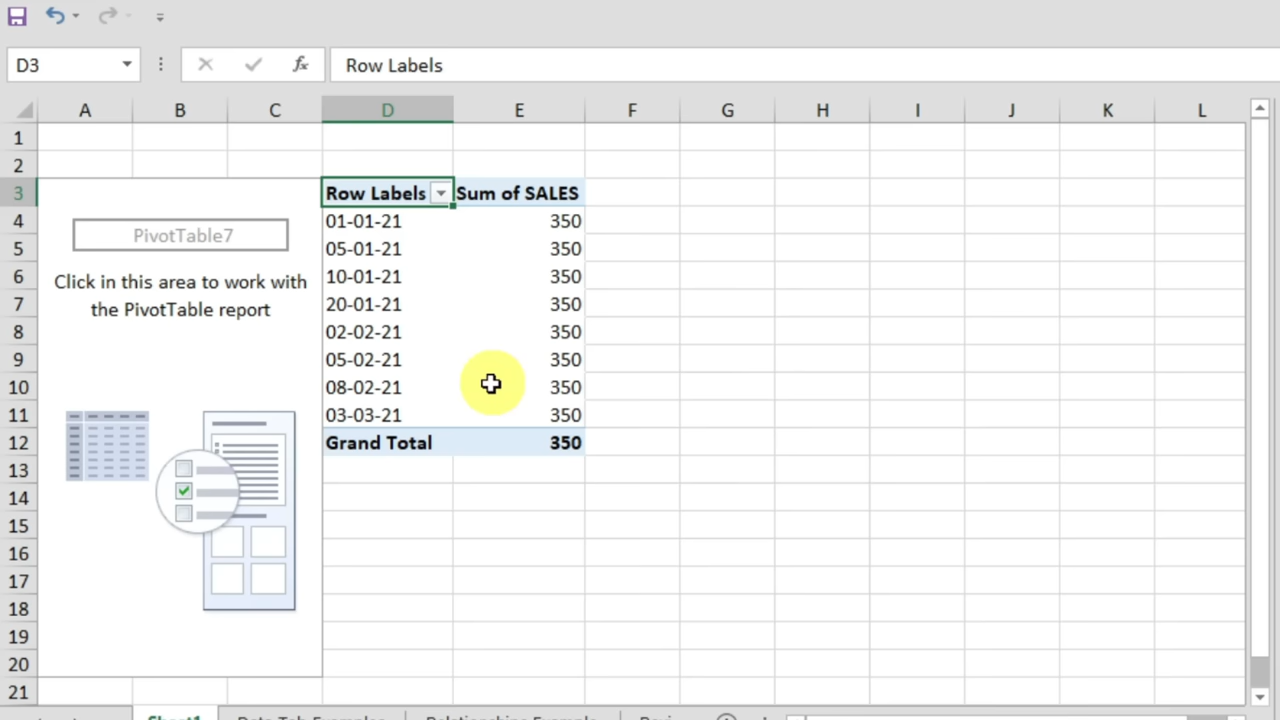 D3
fx
Row Labels
A B C D E F G H I J K L
1
2
3 Row Labels Sum of SALES
4 01-01-21 350
5 05-01-21 350
6 10-01-21 350
7 20-01-21 350
8 02-02-21 350
9 05-02-21 350
10 08-02-21 350
11 03-03-21 350
12 Grand Total 350
13
14
15
16
17
18
19
20
21
PivotTable7
Click in this area to work with
the PivotTable report
Sheet1 Data Tab Examples Relationships Example